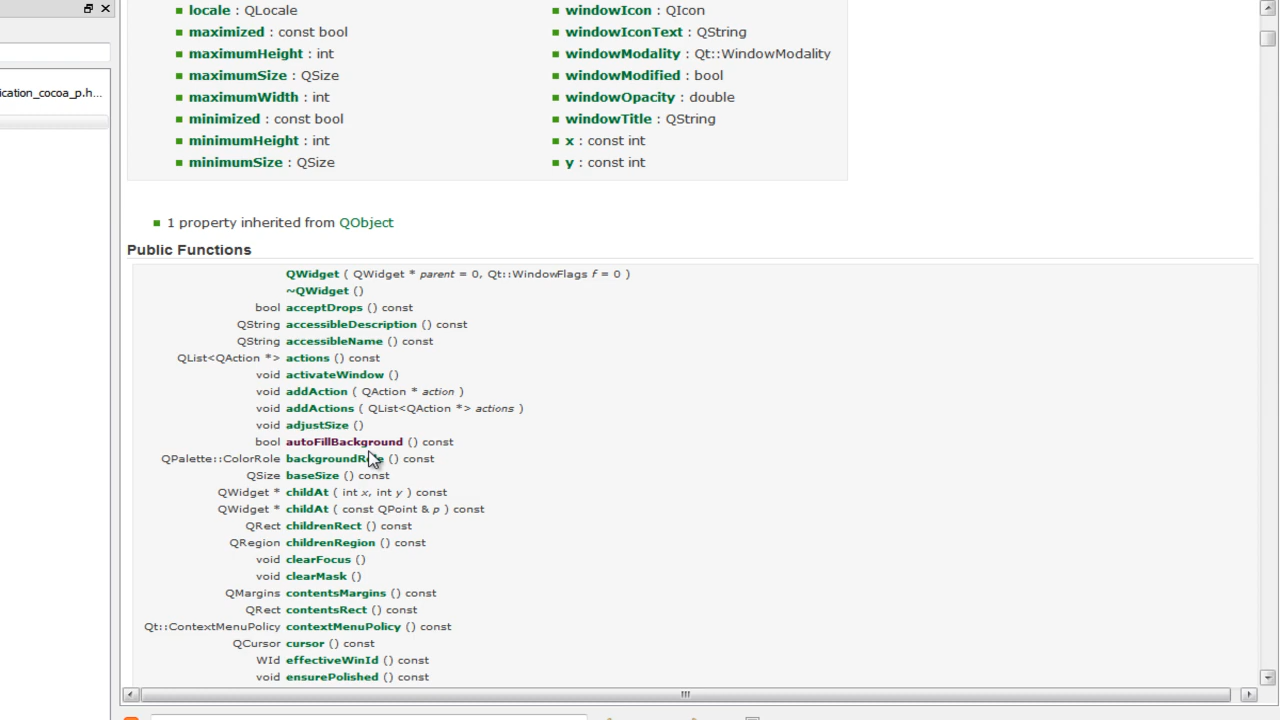 locale : QLocale
maximized : const bool
maximumHeight : int
maximumSize : QSize
maximumWidth : int
minimized : const bool
minimumHeight : int
minimumSize : QSize
windowIcon : QIcon
windowIconText : QString
windowModality : Qt::WindowModality
windowModified : bool
windowOpacity : double
windowTitle : QString
x : const int
y : const int
ication_cocoa_p.h...
1 property inherited from QObject
Public Functions
QWidget ( QWidget * parent = 0, Qt::WindowFlags f = 0 )
~QWidget ()
bool acceptDrops () const
QString accessibleDescription () const
QString accessibleName () const
QList<QAction *> actions () const
void activateWindow ()
void addAction ( QAction * action )
void addActions ( QList<QAction *> actions )
void adjustSize ()
bool autoFillBackground () const
QPalette::ColorRole backgroundRole () const
QSize baseSize () const
QWidget * childAt ( int x, int y ) const
QWidget * childAt ( const QPoint & p ) const
QRect childrenRect () const
QRegion childrenRegion () const
void clearFocus ()
void clearMask ()
QMargins contentsMargins () const
QRect contentsRect () const
Qt::ContextMenuPolicy contextMenuPolicy () const
QCursor cursor () const
WId effectiveWinId () const
void ensurePolished () const